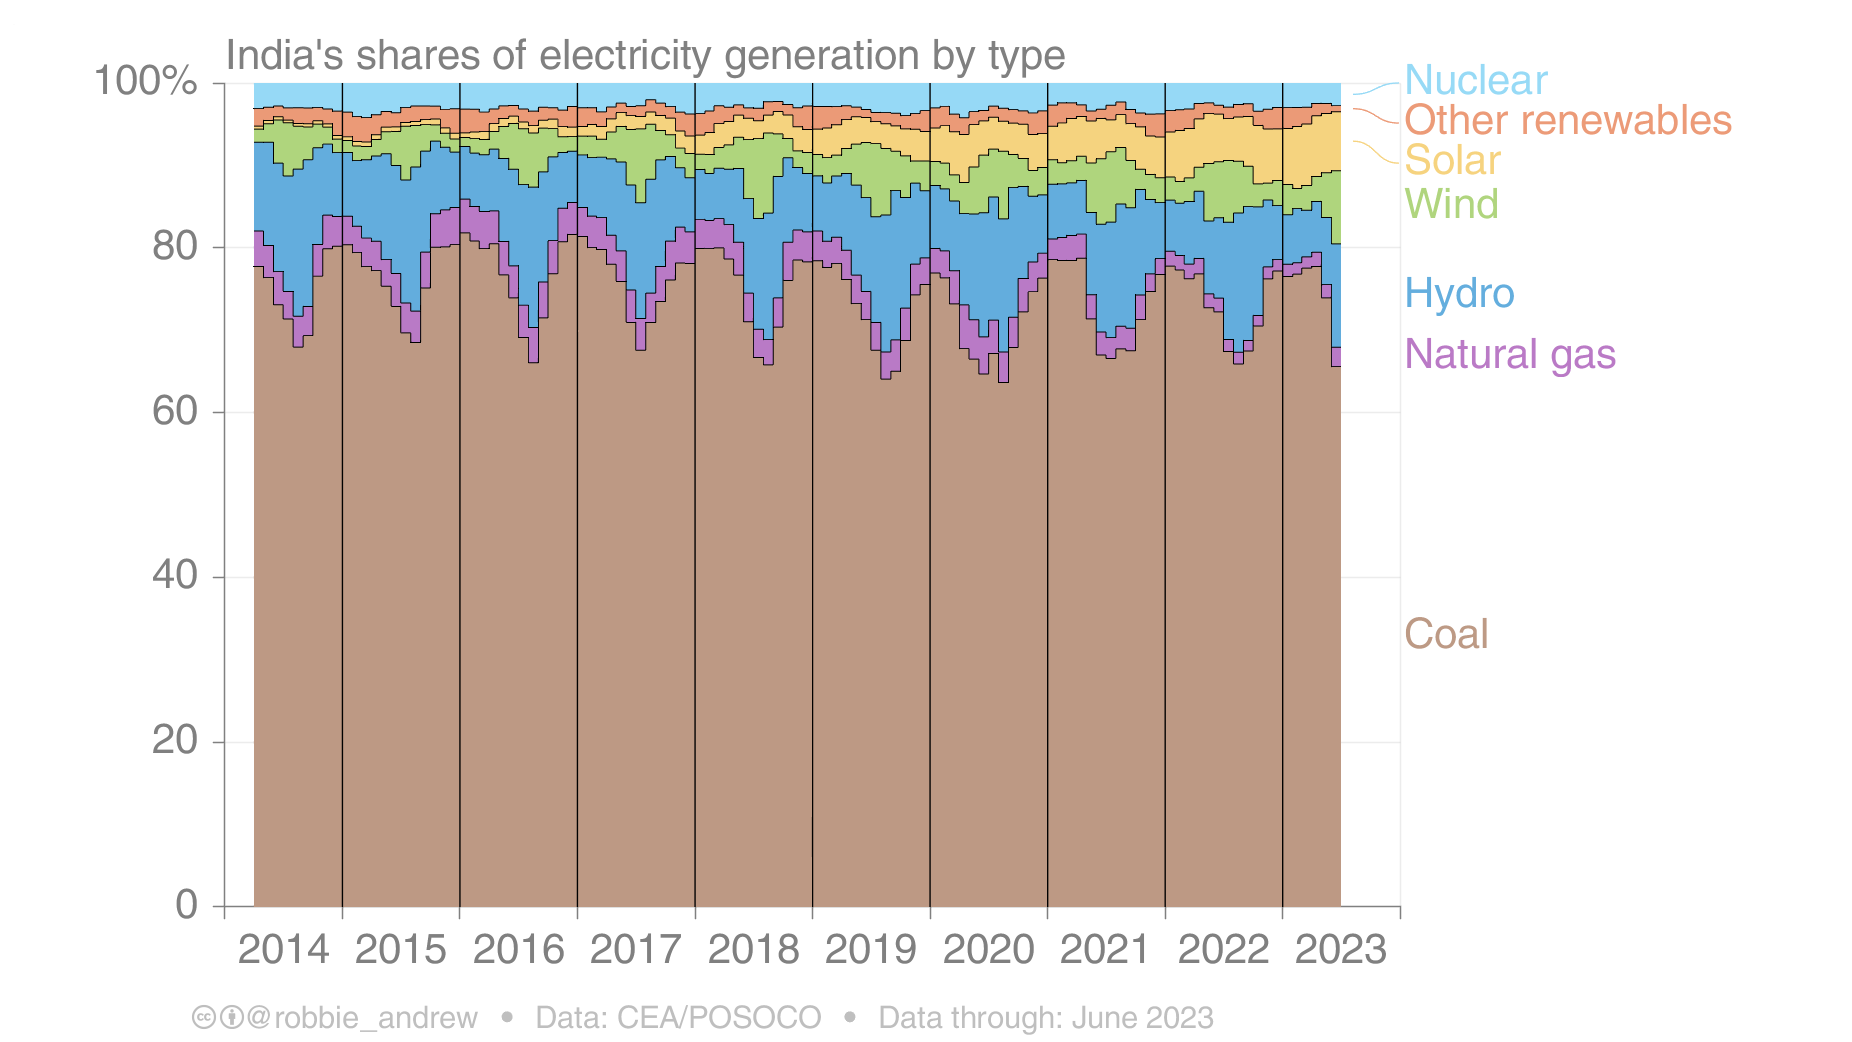 India's shares of electricity generation by type
100%
80
60
40
20
0
Nuclear
Other renewables
Solar
Wind
Hydro
Natural gas
Coal
2014 2015 2016 2017 2018 2019 2020 2021 2022 2023
cc @robbie_andrew • Data: CEA/POSOCO • Data through: June 2023